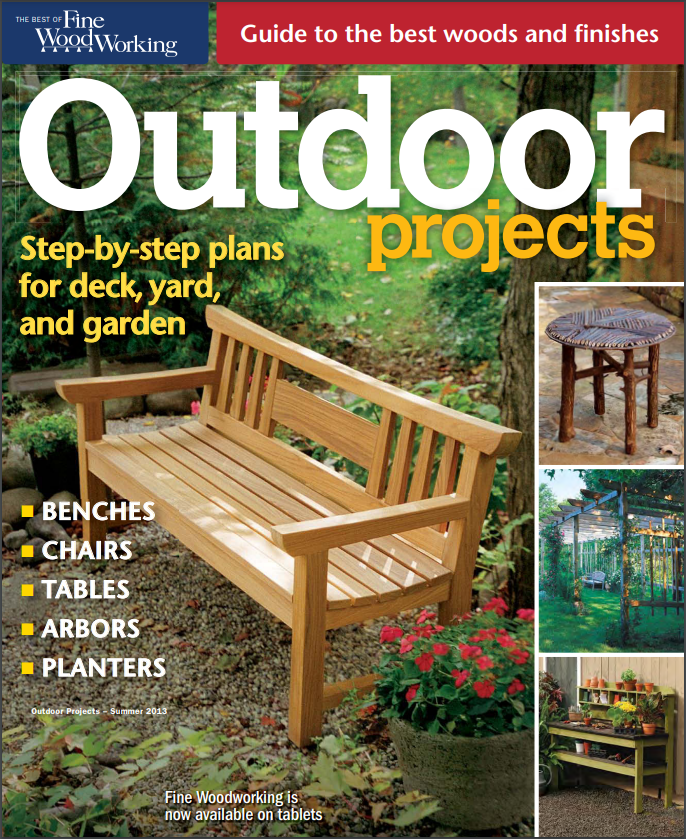 THE BEST OF Fine
WoodWorking
Guide to the best woods and finishes
Outdoor
projects
Step-by-step plans
for deck, yard,
and garden
■ BENCHES
■ CHAIRS
■ TABLES
■ ARBORS
■ PLANTERS
Outdoor Projects – Summer 2013
Fine Woodworking is
now available on tablets